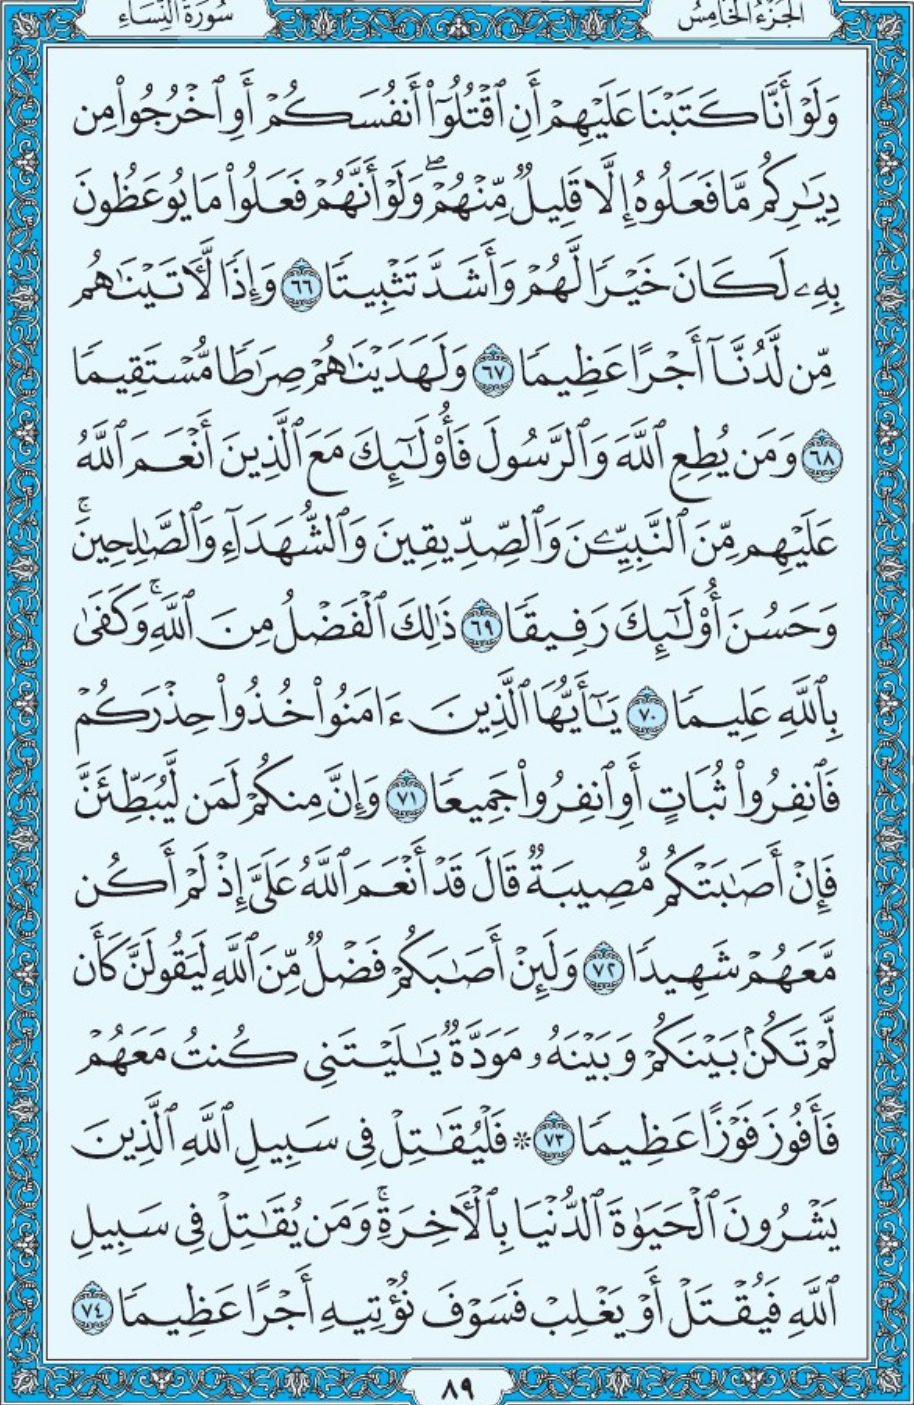 الجزء الخامس
سورة النساء
وَلَوۡ أَنَّا كَتَبۡنَا عَلَيۡهِمۡ أَنِ ٱقۡتُلُوٓاْ أَنفُسَكُمۡ أَوِ ٱخۡرُجُواْ مِن
دِيَٰرِكُم مَّا فَعَلُوهُ إِلَّا قَلِيلٞ مِّنۡهُمۡۖ وَلَوۡ أَنَّهُمۡ فَعَلُواْ مَا يُوعَظُونَ
بِهِۦ لَكَانَ خَيۡرٗا لَّهُمۡ وَأَشَدَّ تَثۡبِيتٗا ٦٦ وَإِذٗا لَّأٓتَيۡنَٰهُم
مِّن لَّدُنَّآ أَجۡرًا عَظِيمٗا ٦٧ وَلَهَدَيۡنَٰهُمۡ صِرَٰطٗا مُّسۡتَقِيمٗا
٦٨ وَمَن يُطِعِ ٱللَّهَ وَٱلرَّسُولَ فَأُوْلَٰٓئِكَ مَعَ ٱلَّذِينَ أَنۡعَمَ ٱللَّهُ
عَلَيۡهِم مِّنَ ٱلنَّبِيِّـۧنَ وَٱلصِّدِّيقِينَ وَٱلشُّهَدَآءِ وَٱلصَّٰلِحِينَۚ
وَحَسُنَ أُوْلَٰٓئِكَ رَفِيقٗا ٦٩ ذَٰلِكَ ٱلۡفَضۡلُ مِنَ ٱللَّهِۚ وَكَفَىٰ
بِٱللَّهِ عَلِيمٗا ٧٠ يَٰٓأَيُّهَا ٱلَّذِينَ ءَامَنُواْ خُذُواْ حِذۡرَكُمۡ
فَٱنفِرُواْ ثُبَاتٍ أَوِ ٱنفِرُواْ جَمِيعٗا ٧١ وَإِنَّ مِنكُمۡ لَمَن لَّيُبَطِّئَنَّ
فَإِنۡ أَصَٰبَتۡكُم مُّصِيبَةٞ قَالَ قَدۡ أَنۡعَمَ ٱللَّهُ عَلَيَّ إِذۡ لَمۡ أَكُن
مَّعَهُمۡ شَهِيدٗا ٧٢ وَلَئِنۡ أَصَٰبَكُمۡ فَضۡلٞ مِّنَ ٱللَّهِ لَيَقُولَنَّ كَأَن
لَّمۡ تَكُنۢ بَيۡنَكُمۡ وَبَيۡنَهُۥ مَوَدَّةٞ يَٰلَيۡتَنِي كُنتُ مَعَهُمۡ
فَأَفُوزَ فَوۡزًا عَظِيمٗا ٧٣ ۞ فَلۡيُقَٰتِلۡ فِي سَبِيلِ ٱللَّهِ ٱلَّذِينَ
يَشۡرُونَ ٱلۡحَيَوٰةَ ٱلدُّنۡيَا بِٱلۡأٓخِرَةِۚ وَمَن يُقَٰتِلۡ فِي سَبِيلِ
ٱللَّهِ فَيُقۡتَلۡ أَوۡ يَغۡلِبۡ فَسَوۡفَ نُؤۡتِيهِ أَجۡرًا عَظِيمٗا ٧٤
٨٩